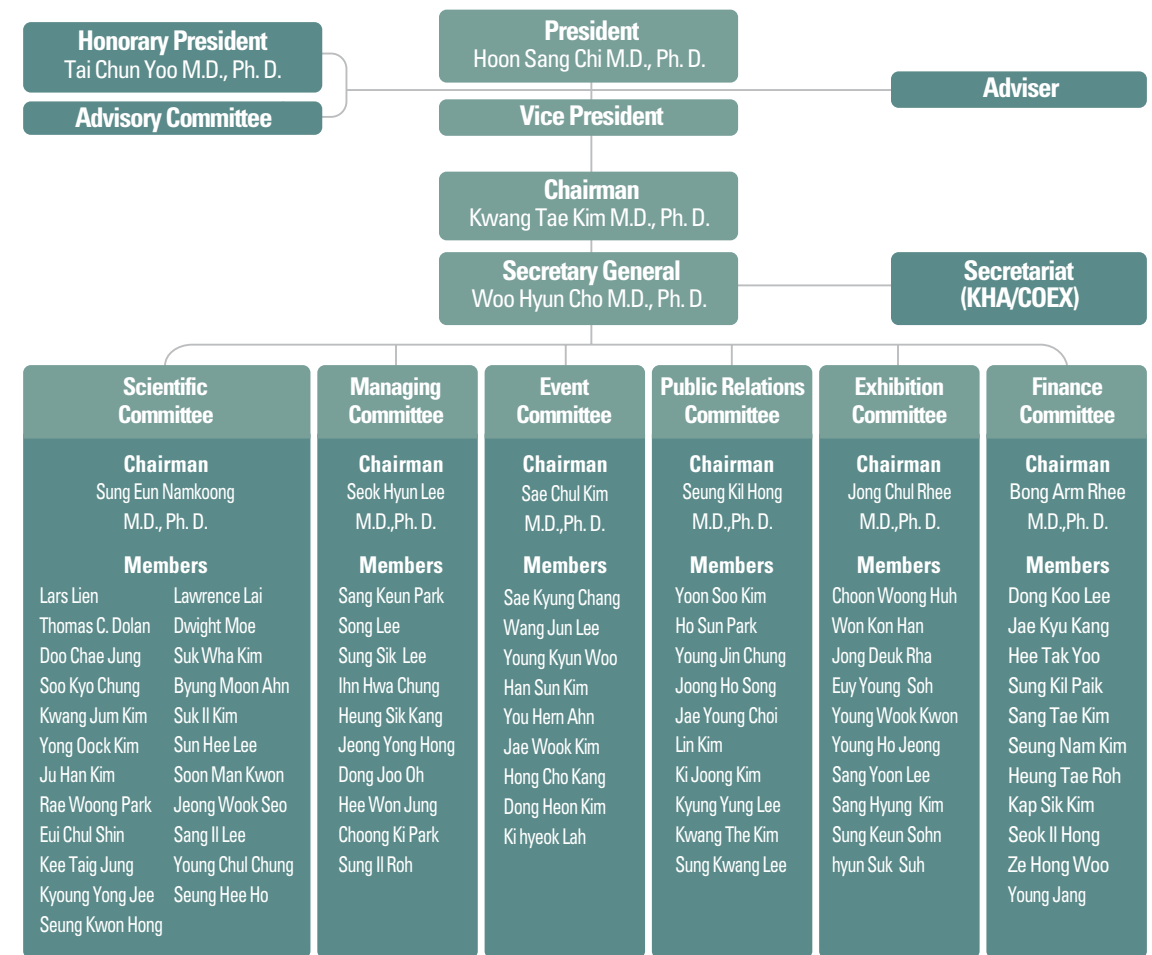 Honorary President
Tai Chun Yoo M.D., Ph. D.
Advisory Committee
President
Hoon Sang Chi M.D., Ph. D.
Vice President
Adviser
Chairman
Kwang Tae Kim M.D., Ph. D.
Secretary General
Woo Hyun Cho M.D., Ph. D.
Secretariat
(KHA/COEX)
Scientific
Committee
Chairman
Sung Eun Namkoong
M.D., Ph. D.
Members
Lars Lien
Thomas C. Dolan
Doo Chae Jung
Soo Kyo Chung
Kwang Jum Kim
Yong Oock Kim
Ju Han Kim
Rae Woong Park
Eui Chul Shin
Kee Taig Jung
Kyoung Yong Jee
Seung Kwon Hong
Lawrence Lai
Dwight Moe
Suk Wha Kim
Byung Moon Ahn
Suk Il Kim
Sun Hee Lee
Soon Man Kwon
Jeong Wook Seo
Sang Il Lee
Young Chul Chung
Seung Hee Ho
Managing
Committee
Chairman
Seok Hyun Lee
M.D.,Ph. D.
Members
Sang Keun Park
Song Lee
Sung Sik Lee
Ihn Hwa Chung
Heung Sik Kang
Jeong Yong Hong
Dong Joo Oh
Hee Won Jung
Choong Ki Park
Sung Il Roh
Event
Committee
Chairman
Sae Chul Kim
M.D.,Ph. D.
Members
Sae Kyung Chang
Wang Jun Lee
Young Kyun Woo
Han Sun Kim
You Hern Ahn
Jae Wook Kim
Hong Cho Kang
Dong Heon Kim
Ki hyeok Lah
Public Relations
Committee
Chairman
Seung Kil Hong
M.D.,Ph. D.
Members
Yoon Soo Kim
Ho Sun Park
Young Jin Chung
Joong Ho Song
Jae Young Choi
Lin Kim
Ki Joong Kim
Kyung Yung Lee
Kwang The Kim
Sung Kwang Lee
Exhibition
Committee
Chairman
Jong Chul Rhee
M.D.,Ph. D.
Members
Choon Woong Huh
Won Kon Han
Jong Deuk Rha
Euy Young Soh
Young Wook Kwon
Young Ho Jeong
Sang Yoon Lee
Sang Hyung Kim
Sung Keun Sohn
hyun Suk Suh
Finance
Committee
Chairman
Bong Arm Rhee
M.D.,Ph. D.
Members
Dong Koo Lee
Jae Kyu Kang
Hee Tak Yoo
Sung Kil Paik
Sang Tae Kim
Seung Nam Kim
Heung Tae Roh
Kap Sik Kim
Seok Il Hong
Ze Hong Woo
Young Jang